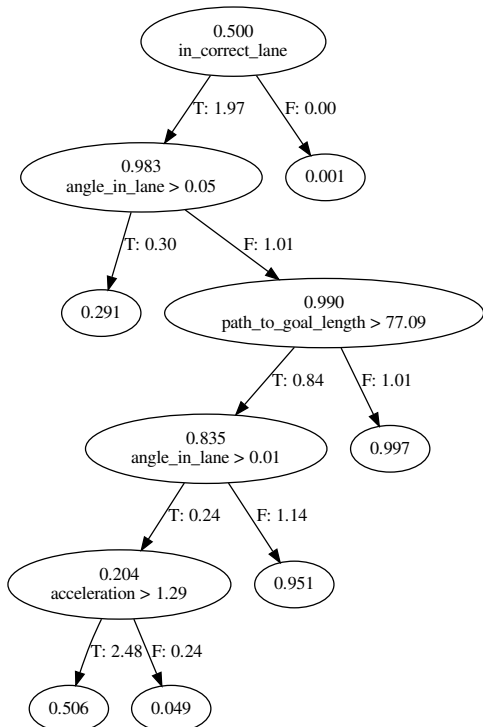 0.500
in_correct_lane
T: 1.97
F: 0.00
0.983
angle_in_lane > 0.05
0.001
T: 0.30
F: 1.01
0.291
0.990
path_to_goal_length > 77.09
T: 0.84
F: 1.01
0.835
angle_in_lane > 0.01
0.997
T: 0.24
F: 1.14
0.204
acceleration > 1.29
0.951
T: 2.48
F: 0.24
0.506
0.049